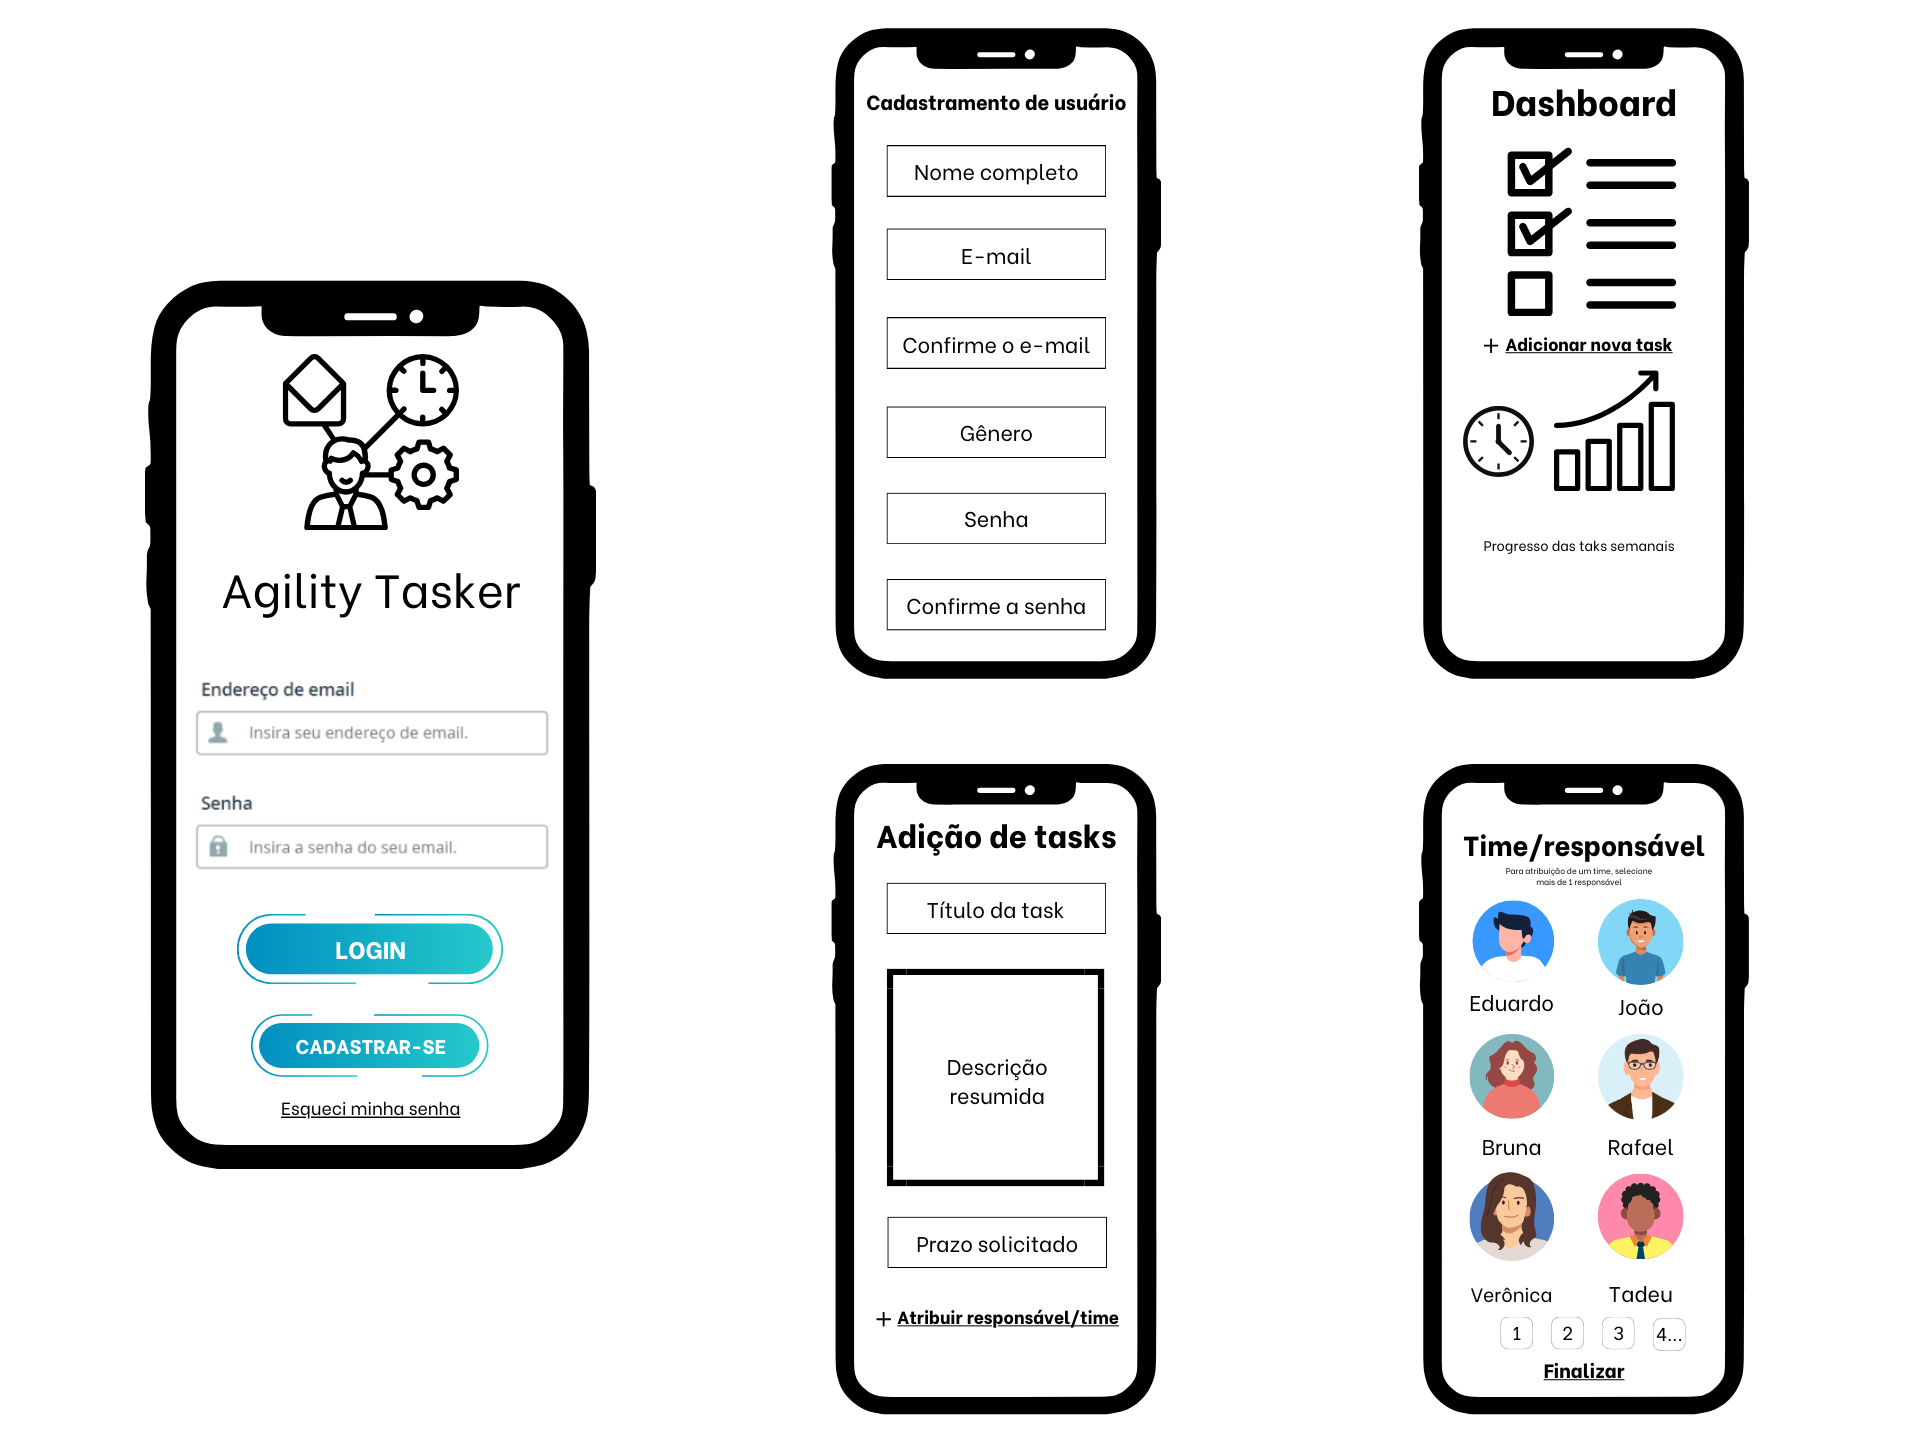 Agility Tasker
Endereço de email
Insira seu endereço de email.
Senha
Insira a senha do seu email.
LOGIN
CADASTRAR-SE
Esqueci minha senha
Cadastramento de usuário
Nome completo
E-mail
Confirme o e-mail
Gênero
Senha
Confirme a senha
Dashboard
+ Adicionar nova task
Progresso das taks semanais
Adição de tasks
Título da task
Descrição
resumida
Prazo solicitado
+ Atribuir responsável/time
Time/responsável
Para atribuição de um time, selecione
mais de 1 responsável
Eduardo
João
Bruna
Rafael
Verônica
Tadeu
1 2 3 4...
Finalizar